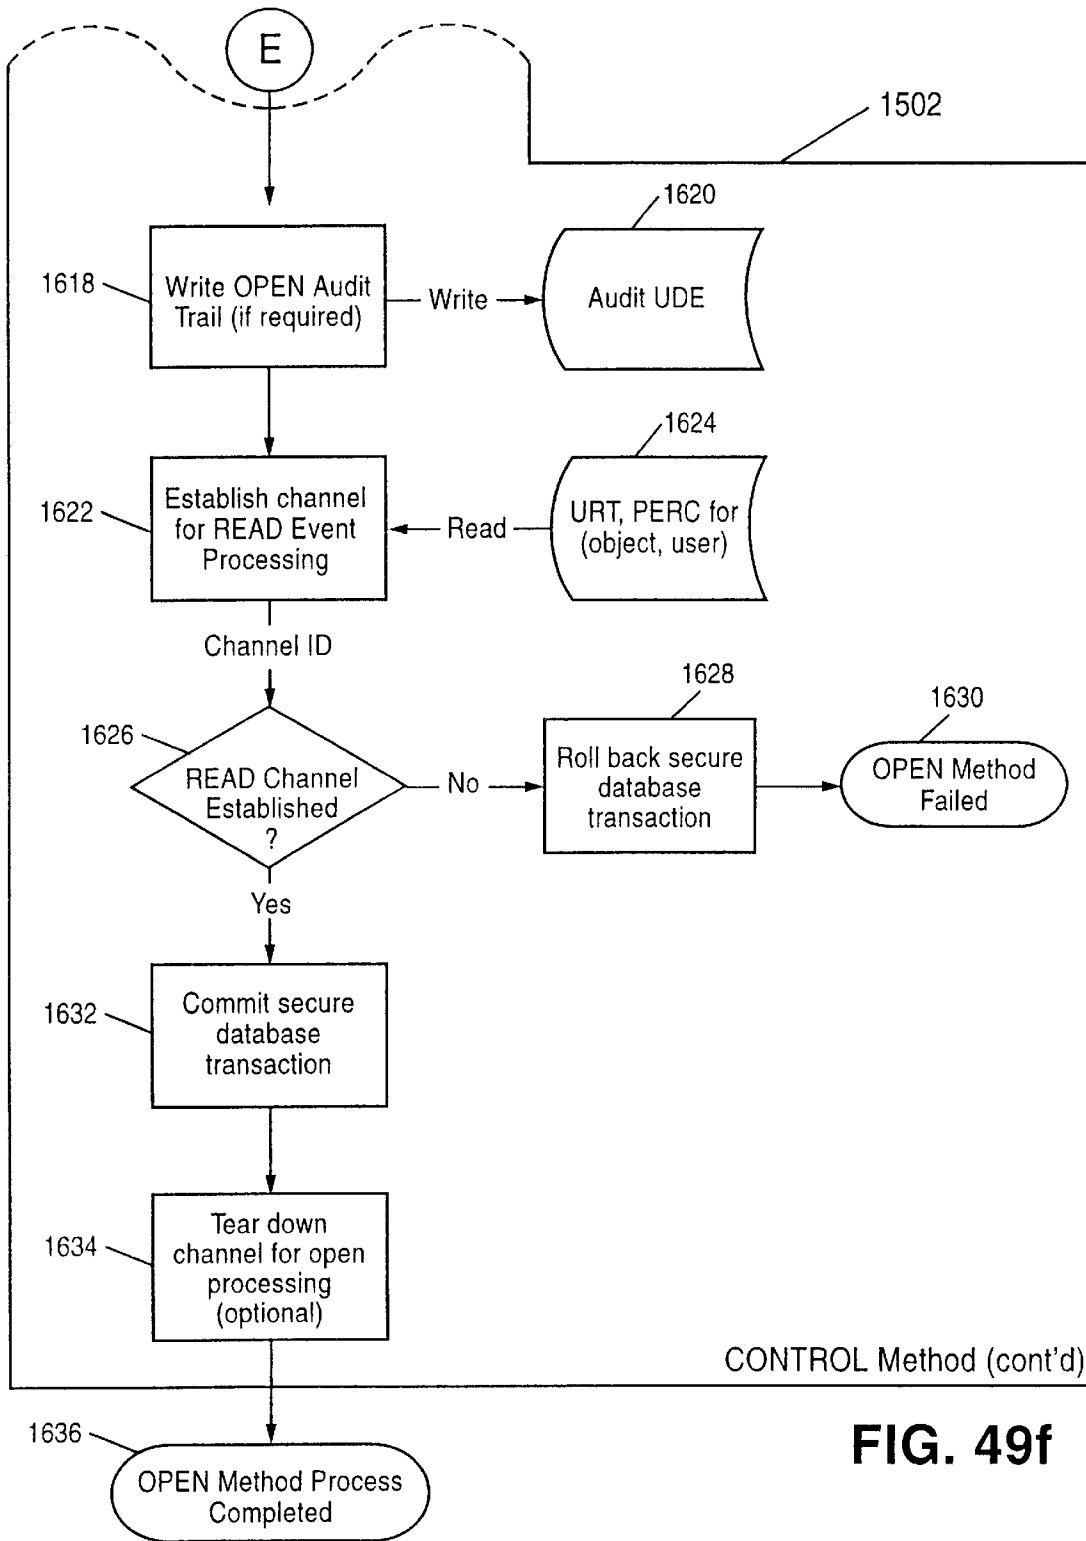 E
1502
1620
1618
Write OPEN Audit
Trail (if required)
Write
Audit UDE
1624
1622
Establish channel
for READ Event
Processing
Read
URT, PERC for
(object, user)
Channel ID
1628
1630
1626
READ Channel
Established
?
No
Roll back secure
database
transaction
OPEN Method
Failed
Yes
1632
Commit secure
database
transaction
1634
Tear down
channel for open
processing
(optional)
CONTROL Method (cont'd)
1636
OPEN Method Process
Completed
FIG. 49f